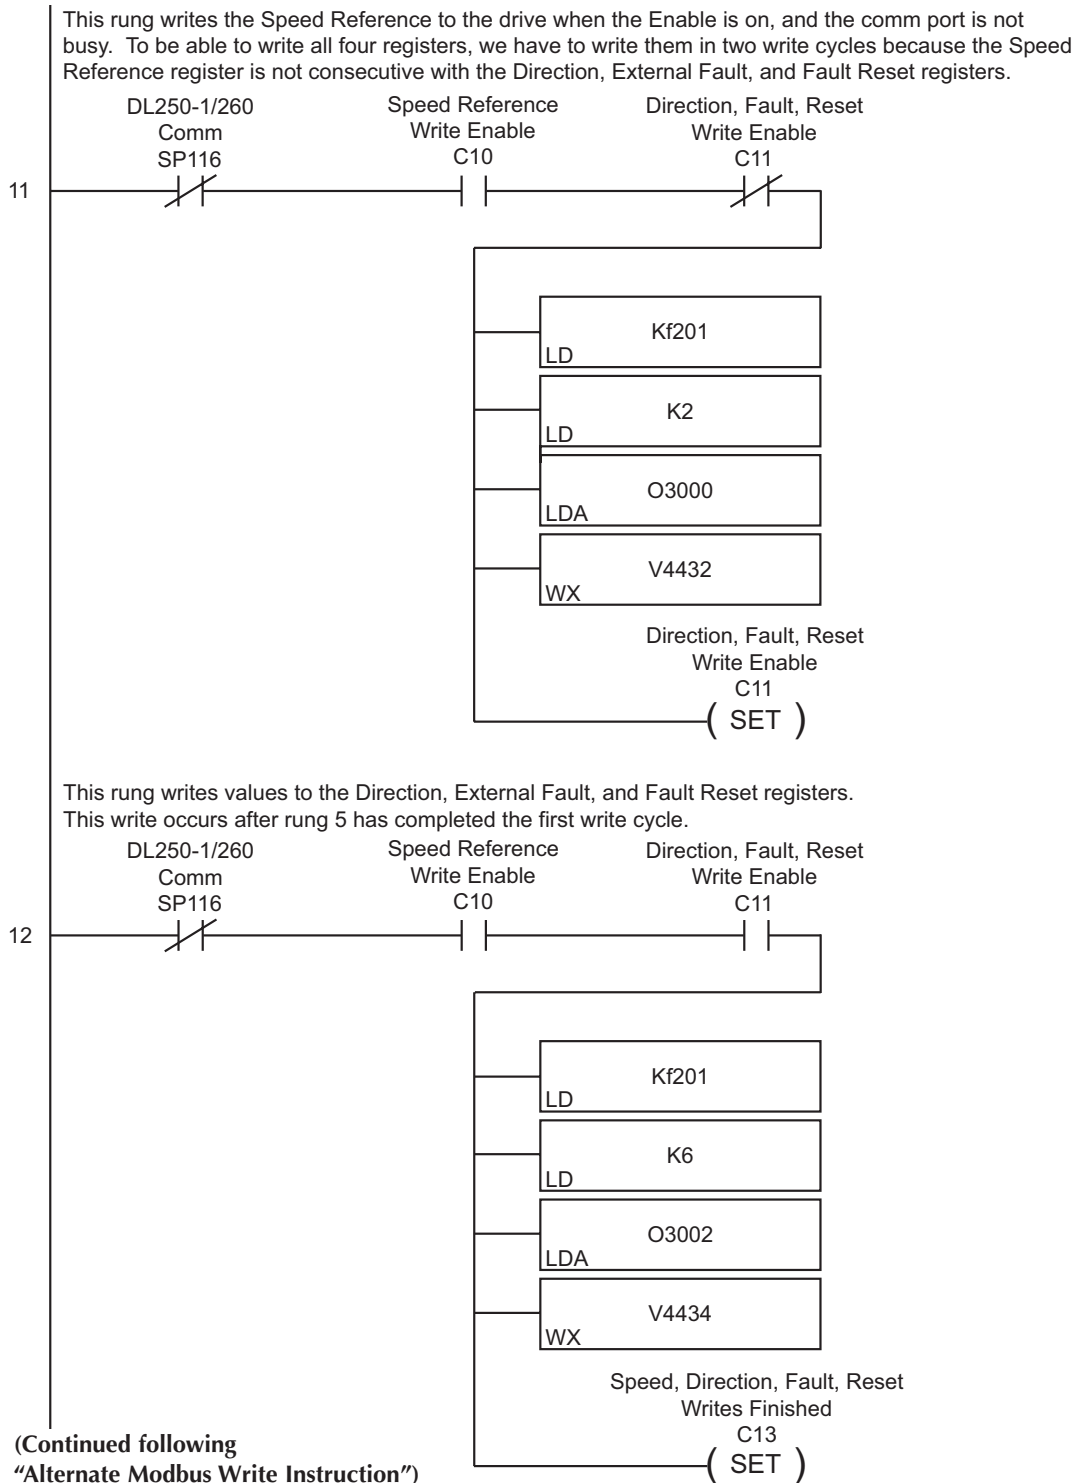 This rung writes the Speed Reference to the drive when the Enable is on, and the comm port is not
busy.  To be able to write all four registers, we have to write them in two write cycles because the Speed
Reference register is not consecutive with the Direction, External Fault, and Fault Reset registers.
DL250-1/260
Comm
SP116
Speed Reference
Write Enable
C10
Direction, Fault, Reset
Write Enable
C11
11
Kf201
LD
K2
LD
O3000
LDA
V4432
WX
Direction, Fault, Reset
Write Enable
C11
( SET )
This rung writes values to the Direction, External Fault, and Fault Reset registers.
This write occurs after rung 5 has completed the first write cycle.
DL250-1/260
Comm
SP116
Speed Reference
Write Enable
C10
Direction, Fault, Reset
Write Enable
C11
12
Kf201
LD
K6
LD
O3002
LDA
V4434
WX
Speed, Direction, Fault, Reset
Writes Finished
C13
( SET )
(Continued following
“Alternate Modbus Write Instruction”)